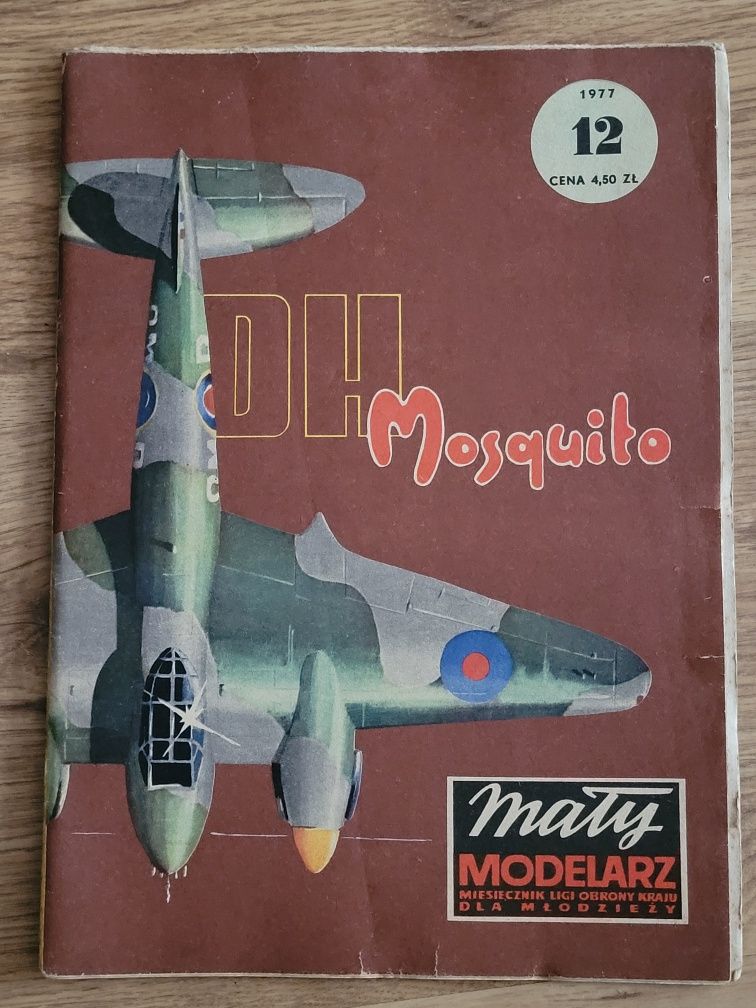 1977
12
CENA 4,50 ZŁ
DH
Mosquito
mały
MODELARZ
MIESIĘCZNIK LIGI OBRONY KRAJU
DLA MŁODZIEŻY